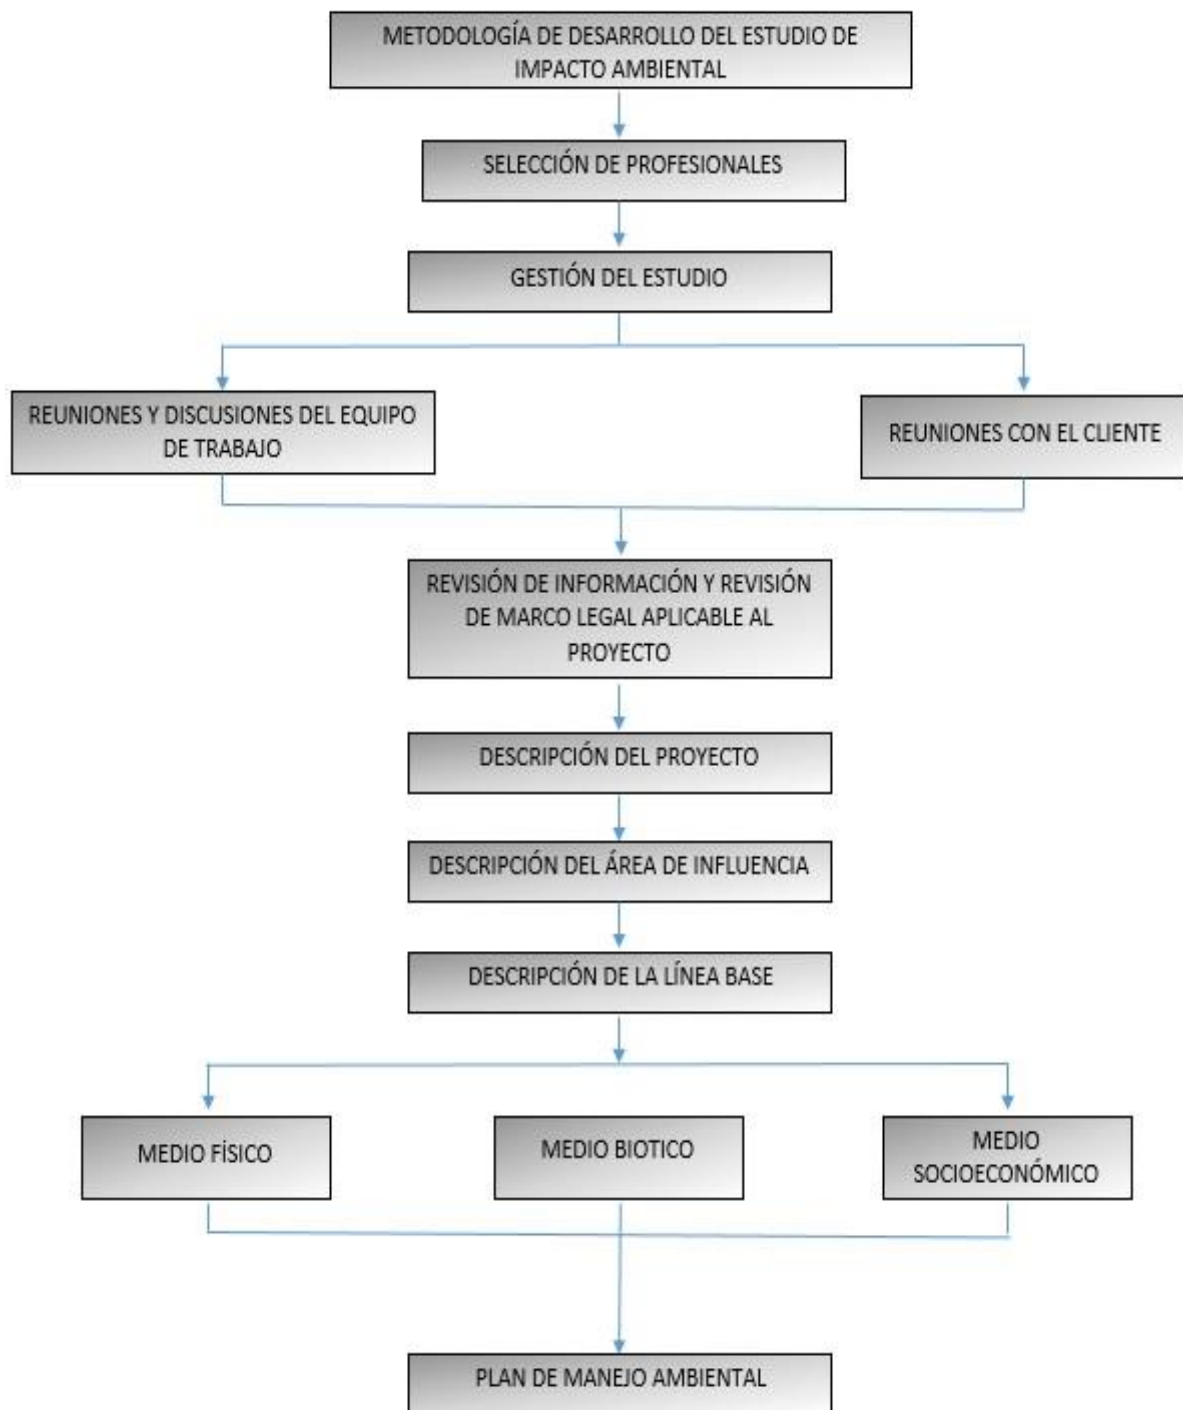 METODOLOGÍA DE DESARROLLO DEL ESTUDIO DE
IMPACTO AMBIENTAL
SELECCIÓN DE PROFESIONALES
GESTIÓN DEL ESTUDIO
REUNIONES Y DISCUSIONES DEL EQUIPO
DE TRABAJO
REUNIONES CON EL CLIENTE
REVISIÓN DE INFORMACIÓN Y REVISIÓN
DE MARCO LEGAL APLICABLE AL
PROYECTO
DESCRIPCIÓN DEL PROYECTO
DESCRIPCIÓN DEL ÁREA DE INFLUENCIA
DESCRIPCIÓN DE LA LÍNEA BASE
MEDIO FÍSICO
MEDIO BIOTICO
MEDIO
SOCIOECONÓMICO
PLAN DE MANEJO AMBIENTAL